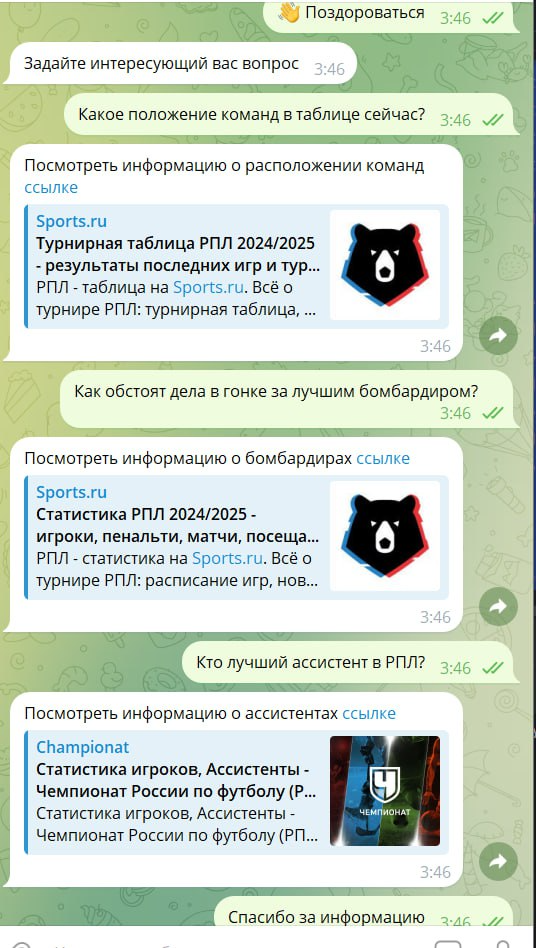 👋 Поздороваться 3:46
Задайте интересующий вас вопрос 3:46
Какое положение команд в таблице сейчас? 3:46
Посмотреть информацию о расположении команд
ссылке
Sports.ru
Турнирная таблица РПЛ 2024/2025
- результаты последних игр и тур...
РПЛ - таблица на Sports.ru. Всё о
турнире РПЛ: турнирная таблица, ...
3:46
Как обстоят дела в гонке за лучшим бомбардиром?
3:46
Посмотреть информацию о бомбардирах ссылке
Sports.ru
Статистика РПЛ 2024/2025 -
игроки, пенальти, матчи, посеща...
РПЛ - статистика на Sports.ru. Всё о
турнире РПЛ: расписание игр, нов...
3:46
Кто лучший ассистент в РПЛ? 3:46
Посмотреть информацию о ассистентах ссылке
Championat
Статистика игроков, Ассистенты -
Чемпионат России по футболу (Р...
Статистика игроков, Ассистенты -
Чемпионат России по футболу (РП...
ЧЕМПИОНАТ
3:46
Спасибо за информацию 3:46